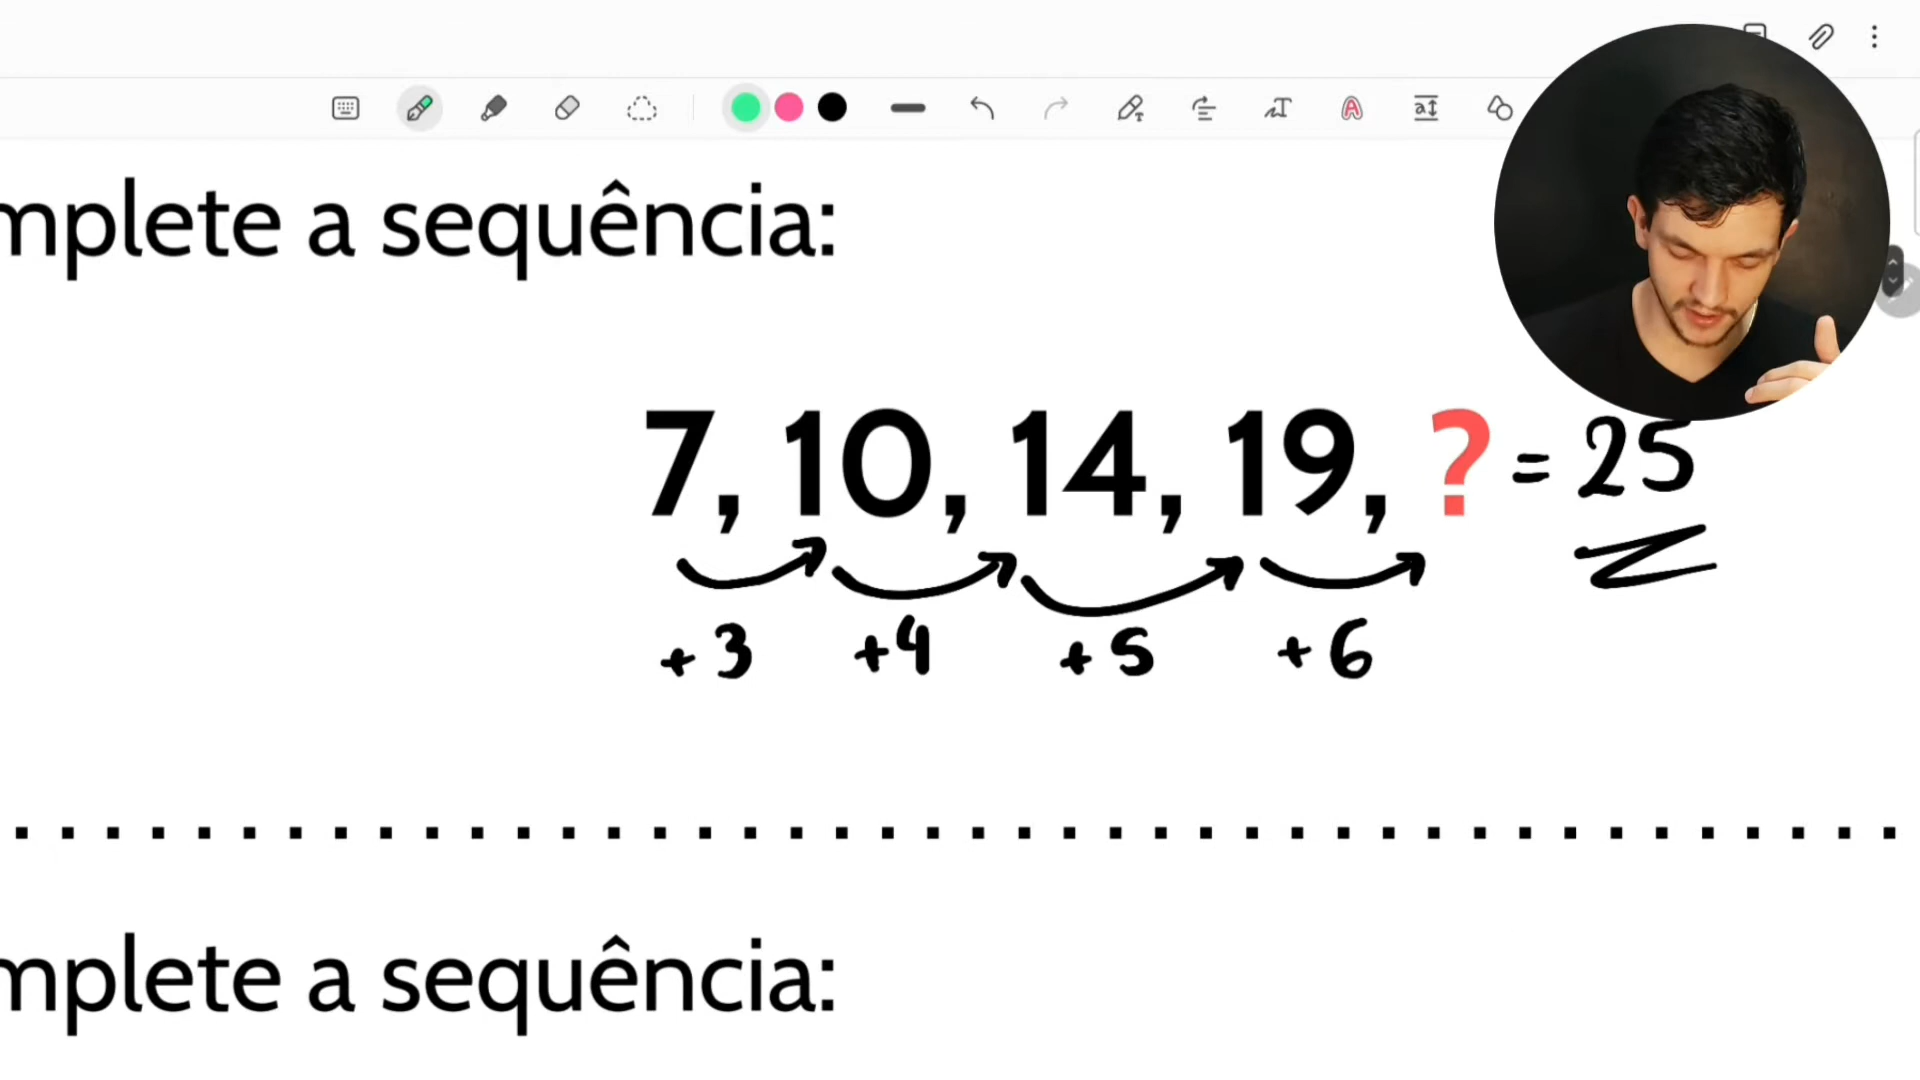 mplete a sequência:
7, 10, 14, 19, ? = 25
+3 +4 +5 +6
mplete a sequência: